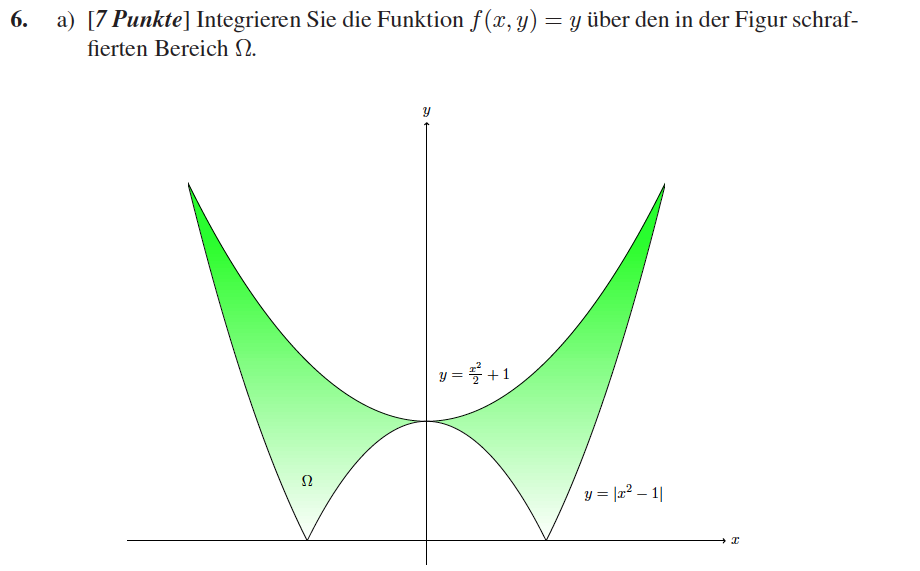 6. a) [7 Punkte] Integrieren Sie die Funktion f(x, y) = y über den in der Figur schraf-
fierten Bereich Ω.
y
y = x²/2 + 1
Ω
y = |x² − 1|
x